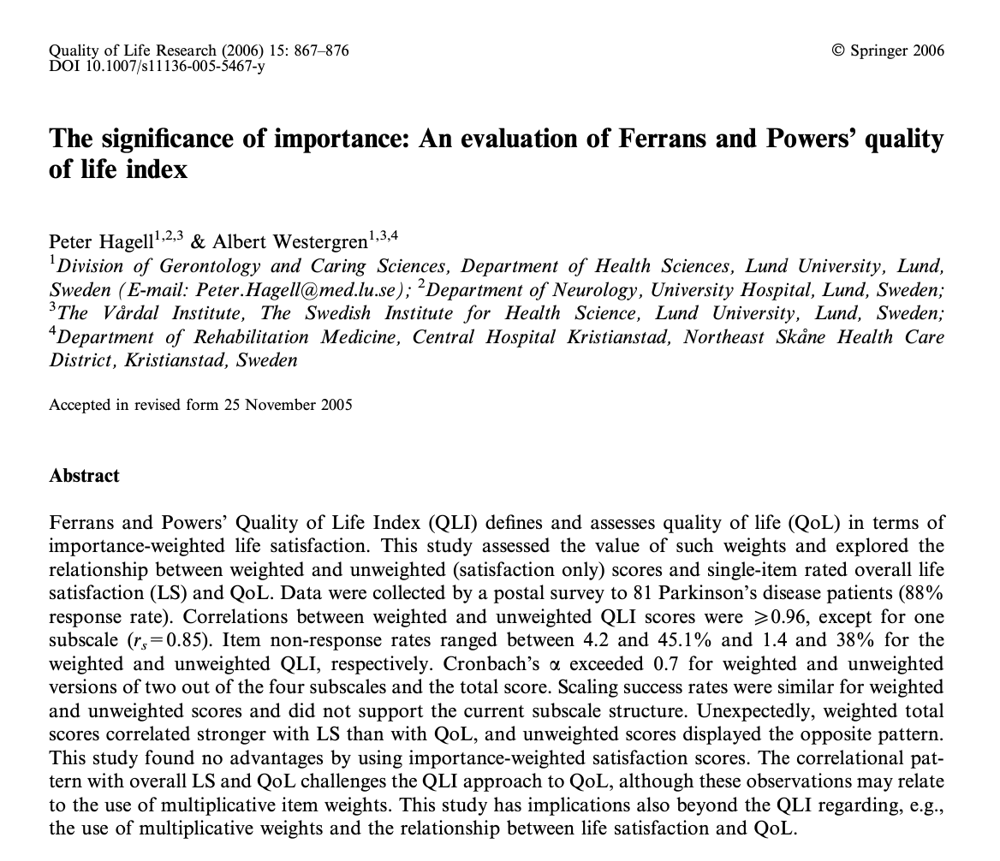 Quality of Life Research (2006) 15: 867–876 © Springer 2006
DOI 10.1007/s11136-005-5467-y
The significance of importance: An evaluation of Ferrans and Powers’ quality
of life index
Peter Hagell1,2,3 & Albert Westergren1,3,4
1Division of Gerontology and Caring Sciences, Department of Health Sciences, Lund University, Lund,
Sweden (E-mail: Peter.Hagell@med.lu.se); 2Department of Neurology, University Hospital, Lund, Sweden;
3The Vårdal Institute, The Swedish Institute for Health Science, Lund University, Lund, Sweden;
4Department of Rehabilitation Medicine, Central Hospital Kristianstad, Northeast Skåne Health Care
District, Kristianstad, Sweden
Accepted in revised form 25 November 2005
Abstract
Ferrans and Powers’ Quality of Life Index (QLI) defines and assesses quality of life (QoL) in terms of
importance-weighted life satisfaction. This study assessed the value of such weights and explored the
relationship between weighted and unweighted (satisfaction only) scores and single-item rated overall life
satisfaction (LS) and QoL. Data were collected by a postal survey to 81 Parkinson’s disease patients (88%
response rate). Correlations between weighted and unweighted QLI scores were ⩾0.96, except for one
subscale (rs=0.85). Item non-response rates ranged between 4.2 and 45.1% and 1.4 and 38% for the
weighted and unweighted QLI, respectively. Cronbach’s α exceeded 0.7 for weighted and unweighted
versions of two out of the four subscales and the total score. Scaling success rates were similar for weighted
and unweighted scores and did not support the current subscale structure. Unexpectedly, weighted total
scores correlated stronger with LS than with QoL, and unweighted scores displayed the opposite pattern.
This study found no advantages by using importance-weighted satisfaction scores. The correlational pat-
tern with overall LS and QoL challenges the QLI approach to QoL, although these observations may relate
to the use of multiplicative item weights. This study has implications also beyond the QLI regarding, e.g.,
the use of multiplicative weights and the relationship between life satisfaction and QoL.